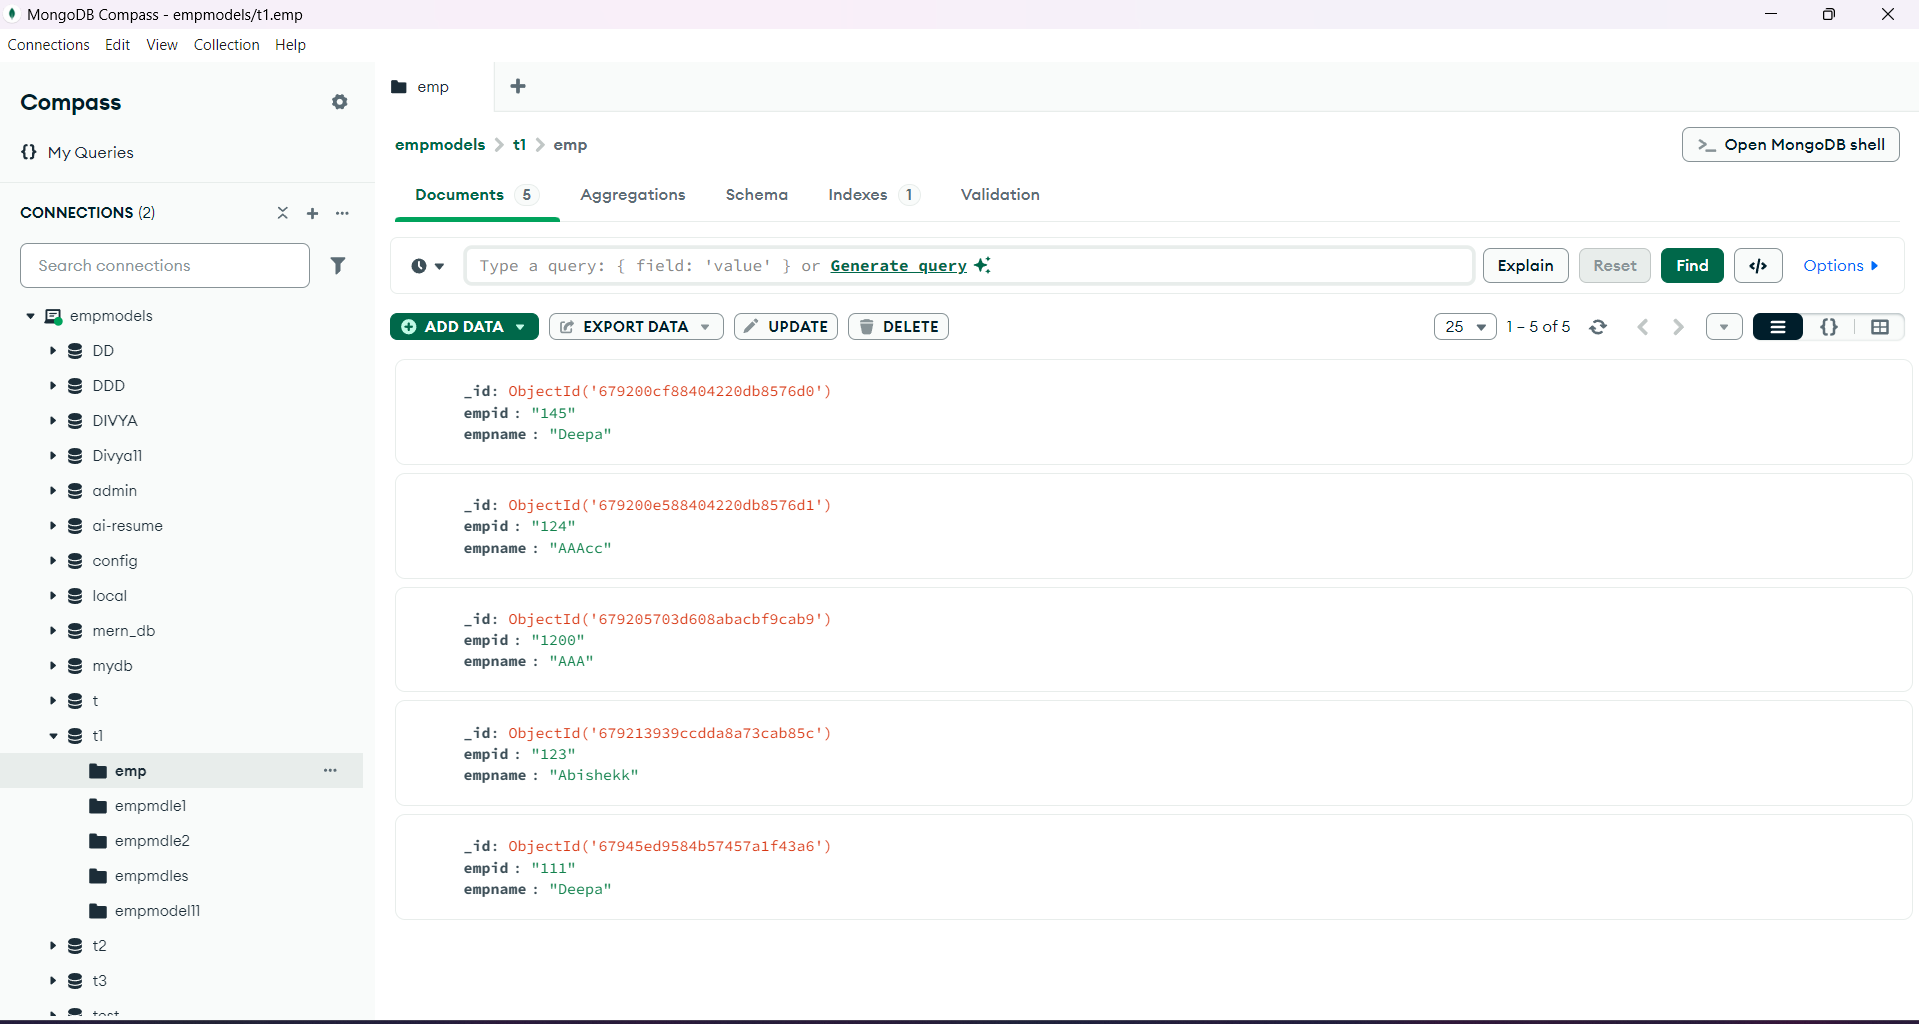 MongoDB Compass - empmodels/t1.emp
Connections Edit View Collection Help
Compass
{} My Queries
CONNECTIONS (2)
Search connections
empmodels
DD
DDD
DIVYA
Divya11
admin
ai-resume
config
local
mern_db
mydb
t
t1
emp
empmdle1
empmdle2
empmdles
empmodel11
t2
t3
emp
empmodels > t1 > emp
>_ Open MongoDB shell
Documents 5 Aggregations Schema Indexes 1 Validation
Type a query: { field: 'value' } or Generate query Explain Reset Find </> Options
ADD DATA EXPORT DATA UPDATE DELETE 25 1 – 5 of 5 {}
_id: ObjectId('679200cf88404220db8576d0')
empid : "145"
empname : "Deepa"
_id: ObjectId('679200e588404220db8576d1')
empid : "124"
empname : "AAAcc"
_id: ObjectId('679205703d608abacbf9cab9')
empid : "1200"
empname : "AAA"
_id: ObjectId('679213939ccdda8a73cab85c')
empid : "123"
empname : "Abishekk"
_id: ObjectId('67945ed9584b57457a1f43a6')
empid : "111"
empname : "Deepa"